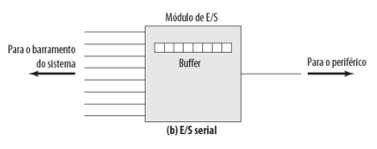 Módulo de E/S
Para o barramento
do sistema
Buffer
Para o periférico
(b) E/S serial